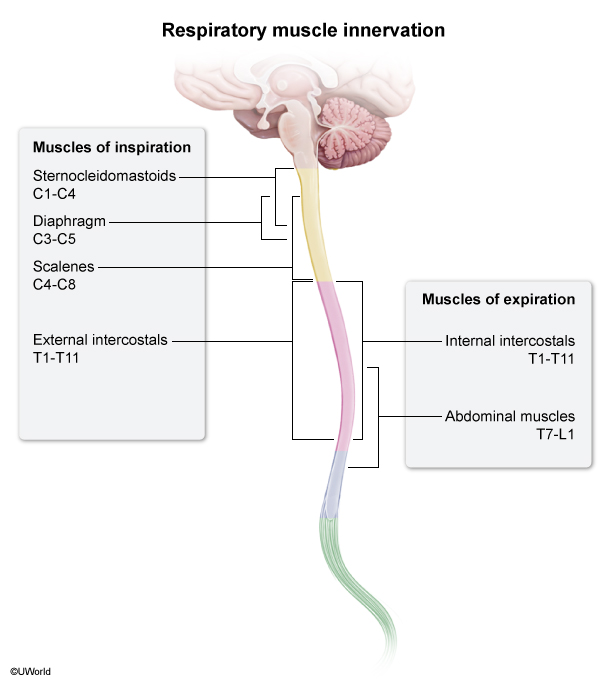 Respiratory muscle innervation
Muscles of inspiration
Sternocleidomastoids
C1-C4
Diaphragm
C3-C5
Scalenes
C4-C8
External intercostals
T1-T11
Muscles of expiration
Internal intercostals
T1-T11
Abdominal muscles
T7-L1
©UWorld